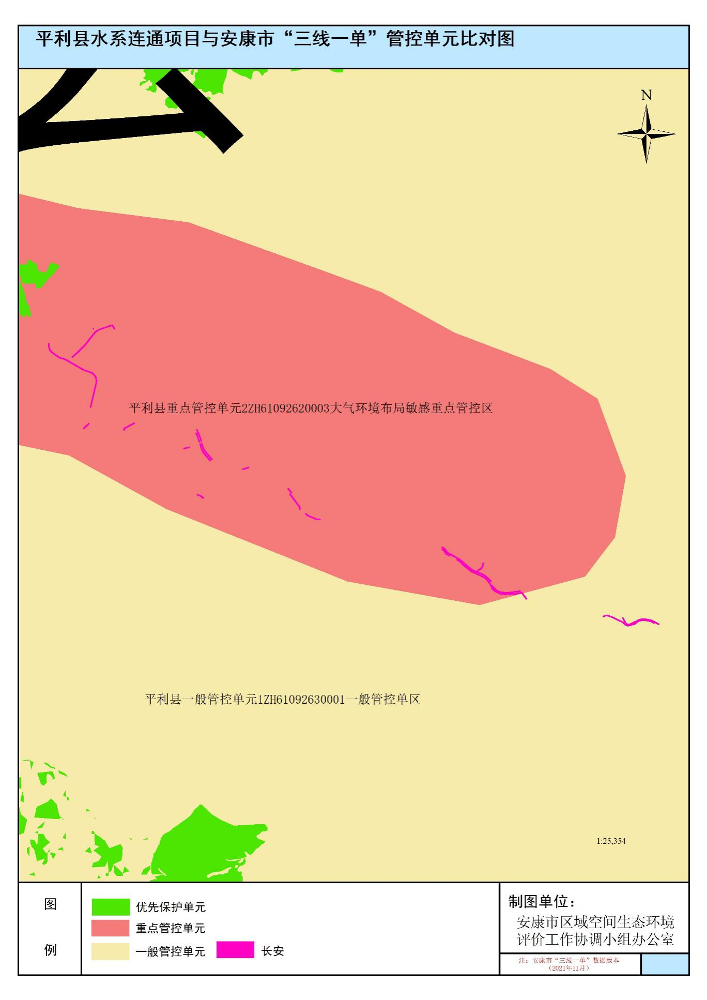 平利县水系连通项目与安康市“三线一单”管控单元比对图
N
平利县重点管控单元2ZH61092620003大气环境布局敏感重点管控区
平利县一般管控单元1ZH61092630001一般管控单区
1:25,354
图
例
优先保护单元
重点管控单元
一般管控单元
长安
制图单位：
安康市区域空间生态环境
评价工作协调小组办公室
注：安康市“三线一单”数据版本
（2021年11月）